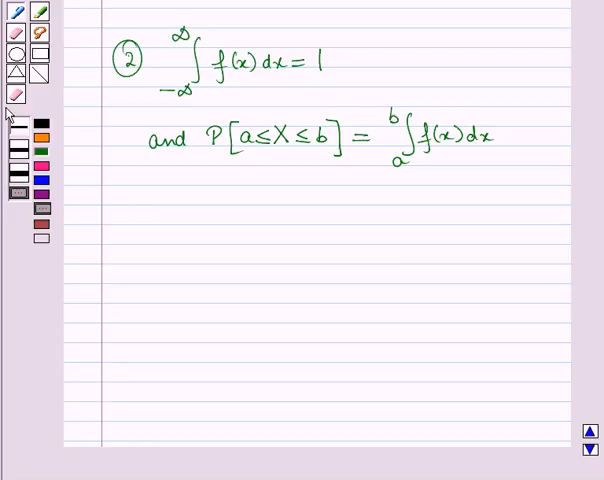 ② ∫_{-∞}^{∞} f(x) dx = 1
and P[a ≤ X ≤ b] = ∫_{a}^{b} f(x) dx